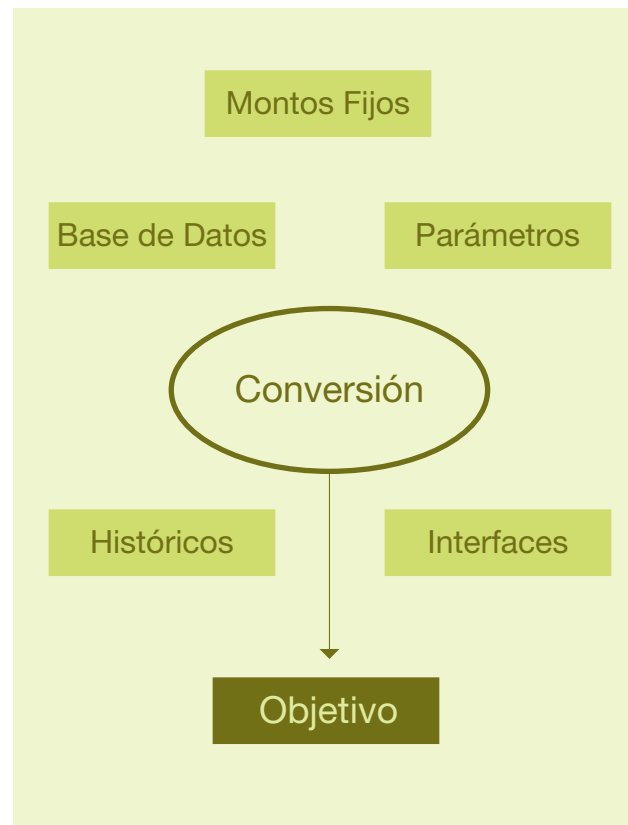 Montos Fijos
Base de Datos
Parámetros
Conversión
Históricos
Interfaces
Objetivo